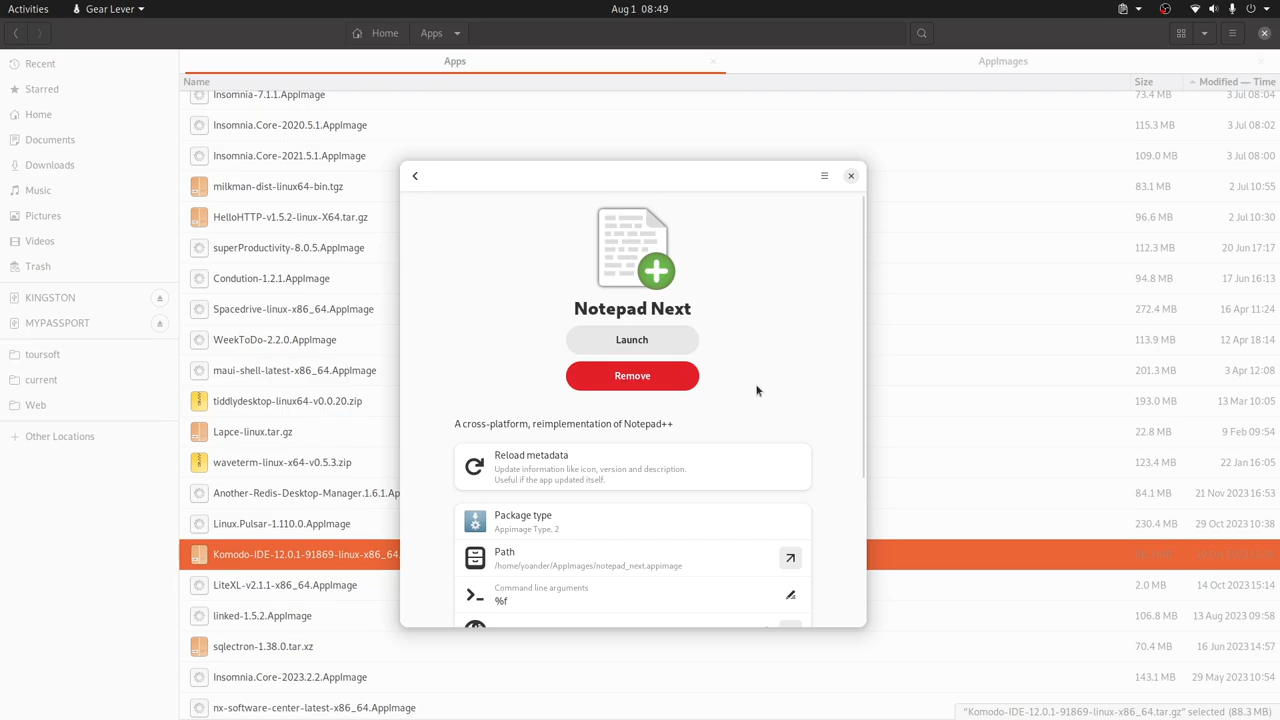 Activities
Gear Lever
Aug 1 08:49
Home
Apps
Recent
Starred
Home
Documents
Downloads
Music
Pictures
Videos
Trash
KINGSTON
MYPASSPORT
toursoft
current
Web
Other Locations
Apps
AppImages
Name
Size
Modified — Time
Insomnia-7.1.1.AppImage
73.4 MB
3 Jul 08:04
Insomnia.Core-2020.5.1.AppImage
115.3 MB
3 Jul 08:02
Insomnia.Core-2021.5.1.AppImage
109.0 MB
3 Jul 08:00
milkman-dist-linux64-bin.tgz
83.1 MB
2 Jul 10:55
HelloHTTP-v1.5.2-linux-X64.tar.gz
96.6 MB
2 Jul 10:30
superProductivity-8.0.5.AppImage
112.3 MB
20 Jun 17:17
Condution-1.2.1.AppImage
94.8 MB
17 Jun 16:13
Spacedrive-linux-x86_64.AppImage
272.4 MB
16 Apr 11:24
WeekToDo-2.2.0.AppImage
113.9 MB
12 Apr 18:14
maui-shell-latest-x86_64.AppImage
201.3 MB
3 Apr 12:08
tiddlydesktop-linux64-v0.0.20.zip
193.0 MB
13 Mar 10:05
Lapce-linux.tar.gz
22.8 MB
9 Feb 09:54
waveterm-linux-x64-v0.5.3.zip
123.4 MB
22 Jan 16:05
Another-Redis-Desktop-Manager.1.6.1.Ap
84.1 MB
21 Nov 2023 16:53
Linux.Pulsar-1.110.0.AppImage
230.4 MB
29 Oct 2023 10:38
Komodo-IDE-12.0.1-91869-linux-x86_64.
LiteXL-v2.1.1-x86_64.AppImage
2.0 MB
14 Oct 2023 15:14
linked-1.5.2.AppImage
106.8 MB
13 Aug 2023 09:58
sqlectron-1.38.0.tar.xz
70.4 MB
16 Jun 2023 14:57
Insomnia.Core-2023.2.2.AppImage
143.1 MB
29 May 2023 10:54
nx-software-center-latest-x86_64.AppImage
"Komodo-IDE-12.0.1-91869-linux-x86_64.tar.gz" selected (88.3 MB)
Notepad Next
Launch
Remove
A cross-platform, reimplementation of Notepad++
Reload metadata
Update information like icon, version and description.
Useful if the app updated itself.
Package type
Appimage Type. 2
Path
/home/yoander/AppImages/notepad_next.appimage
Command line arguments
%f